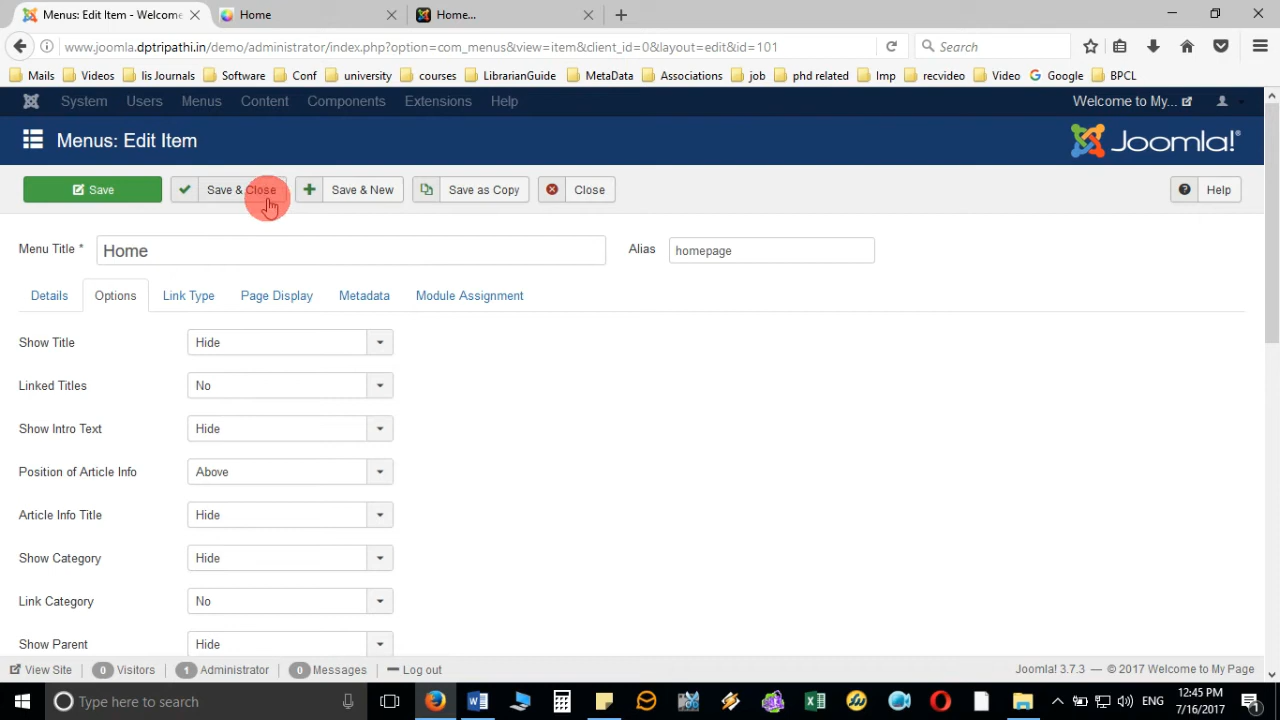 Menus: Edit Item - Welcome
Home
Home...
www.joomla.dptripathi.in/demo/administrator/index.php?option=com_menus&view=item&client_id=0&layout=edit&id=101
Search
Mails Videos lis Journals Software Conf university courses LibrarianGuide MetaData Associations job phd related Imp recvideo Video Google Bookmarks BPCL
System Users Menus Content Components Extensions Help
Welcome to My...
Menus: Edit Item
Joomla!®
Save
Save & Close
Save & New
Save as Copy
Close
Help
Menu Title *
Home
Alias
homepage
Details Options Link Type Page Display Metadata Module Assignment
Show Title Hide
Linked Titles No
Show Intro Text Hide
Position of Article Info Above
Article Info Title Hide
Show Category Hide
Link Category No
Show Parent Hide
View Site 0 Visitors 1 Administrator 0 Messages Log out
Joomla! 3.7.3 — © 2017 Welcome to My Page
Type here to search
ENG
12:45 PM
7/16/2017